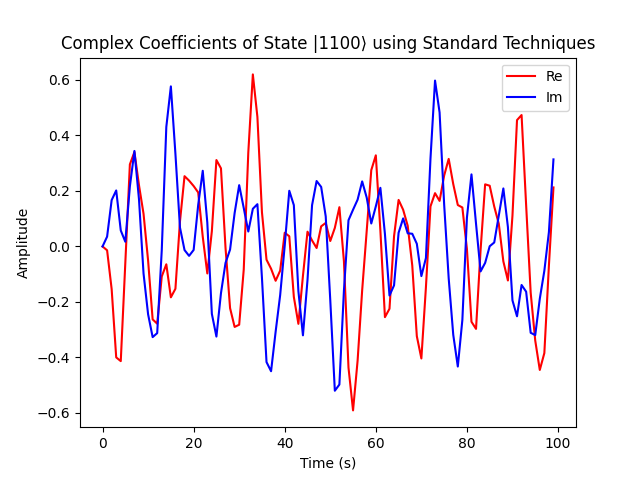 Complex Coefficients of State |1100⟩ using Standard Techniques
Re
Im
Amplitude
0.6
0.4
0.2
0.0
−0.2
−0.4
−0.6
0 20 40 60 80 100
Time (s)